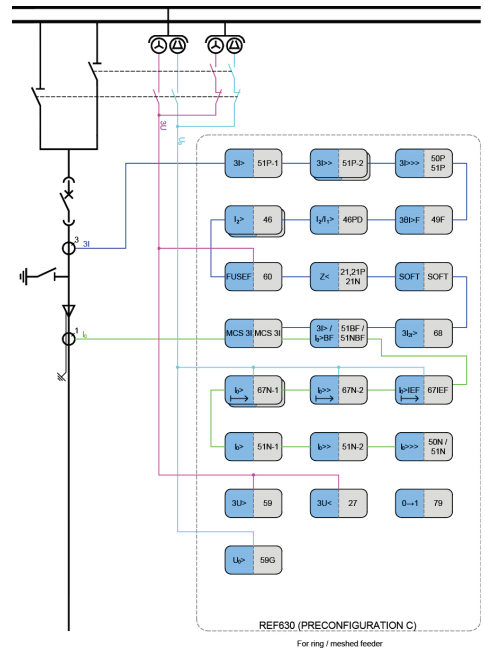 3U
U₀
3I> 51P-1
3I>> 51P-2
3I>>> 50P 51P
3
3I
I₂> 46
I₂/I₁> 46PD
3ϑI>F 49F
FUSEF 60
Z< 21,21P 21N
SOFT SOFT
1
I₀
MCS 3I MCS 3I
3I> / I₀>BF 51BF / 51NBF
3I₂f> 68
I₀> 67N-1
I₀>> 67N-2
I₀>IEF 67IEF
I₀> 51N-1
I₀>> 51N-2
I₀>>> 50N / 51N
3U> 59
3U< 27
0→1 79
U₀> 59G
REF630 (PRECONFIGURATION C)
For ring / meshed feeder